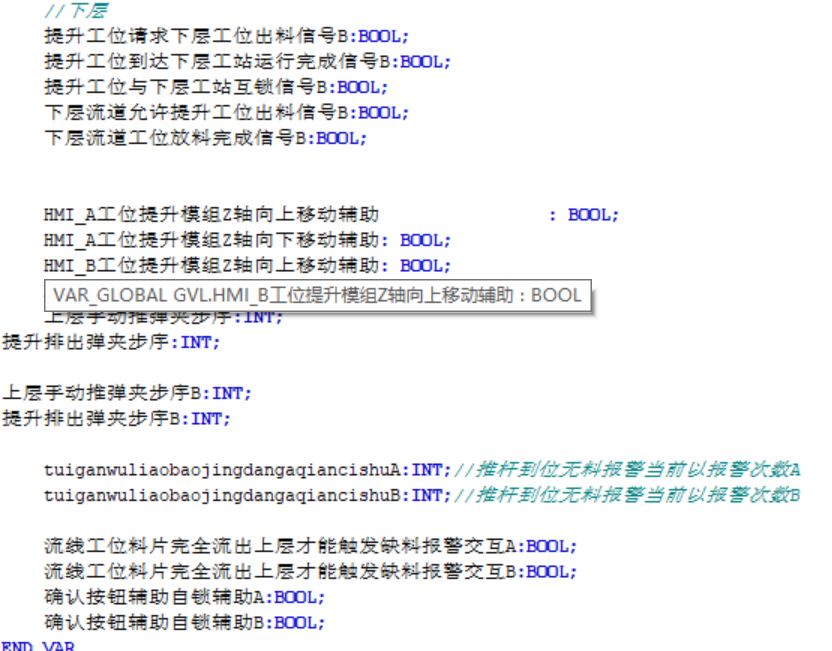 //下层
提升工位请求下层工位出料信号B:BOOL;
提升工位到达下层工站运行完成信号B:BOOL;
提升工位与下层工站互锁信号B:BOOL;
下层流道允许提升工位出料信号B:BOOL;
下层流道工位放料完成信号B:BOOL;
HMI_A工位提升模组Z轴向上移动辅助 : BOOL;
HMI_A工位提升模组Z轴向下移动辅助: BOOL;
HMI_B工位提升模组Z轴向上移动辅助: BOOL;
VAR_GLOBAL GVL.HMI_B工位提升模组Z轴向上移动辅助 : BOOL
上层手动推弹夹步序:INT;
提升排出弹夹步序:INT;
上层手动推弹夹步序B:INT;
提升排出弹夹步序B:INT;
tuiganwuliaobaojingdangaqiancishuA:INT;//推杆到位无料报警当前以报警次数A
tuiganwuliaobaojingdangaqiancishuB:INT;//推杆到位无料报警当前以报警次数B
流线工位料片完全流出上层才能触发缺料报警交互A:BOOL;
流线工位料片完全流出上层才能触发缺料报警交互B:BOOL;
确认按钮辅助自锁辅助A:BOOL;
确认按钮辅助自锁辅助B:BOOL;
END_VAR